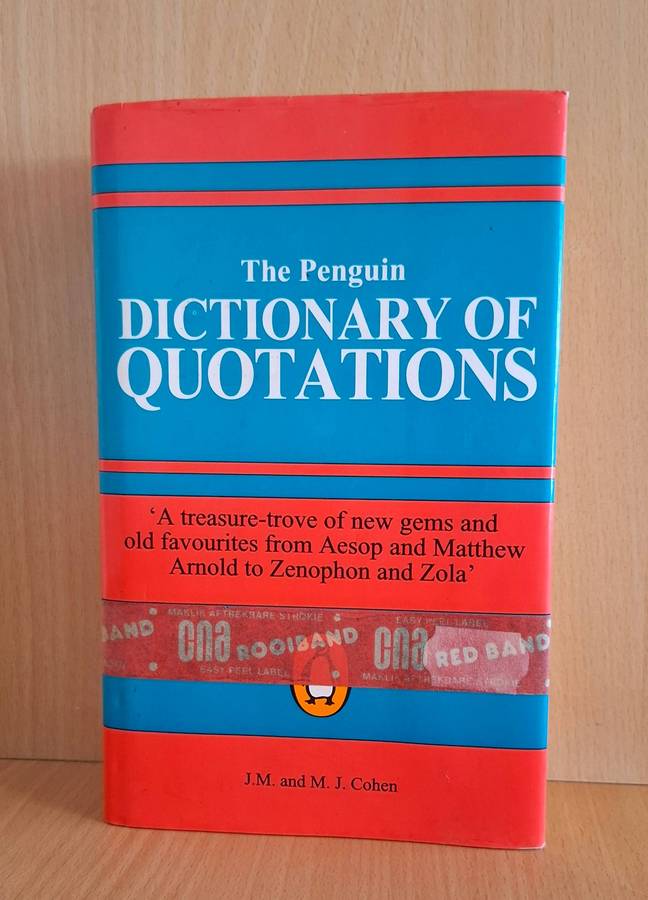 The Penguin
DICTIONARY OF
QUOTATIONS
‘A treasure-trove of new gems and
old favourites from Aesop and Matthew
Arnold to Zenophon and Zola’
MAKLIK AFTREKBARE STROKIE
EASY PEEL LABEL
BAND cna ROOIBAND cna RED BAND
EASY PEEL LABEL
MAKLIK AFTREKBARE STROKIE
J.M. and M. J. Cohen